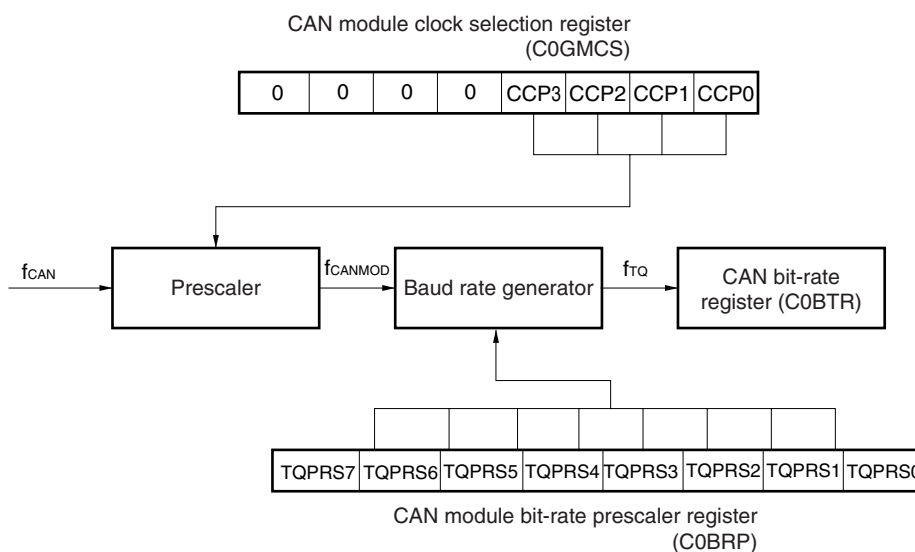 CAN module clock selection register
(C0GMCS)
0 0 0 0 CCP3 CCP2 CCP1 CCP0
fCAN Prescaler fCANMOD Baud rate generator fTQ CAN bit-rate
register (C0BTR)
TQPRS7 TQPRS6 TQPRS5 TQPRS4 TQPRS3 TQPRS2 TQPRS1 TQPRS0
CAN module bit-rate prescaler register
(C0BRP)